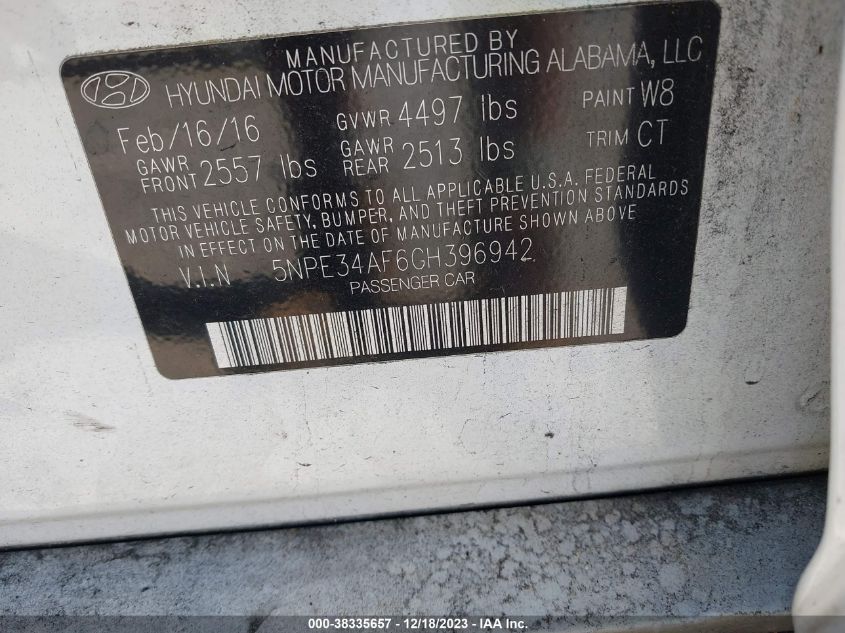 MANUFACTURED BY
HYUNDAI MOTOR MANUFACTURING ALABAMA, LLC
Feb/16/16 GVWR 4497 lbs PAINT W8
GAWR FRONT 2557 lbs GAWR REAR 2513 lbs TRIM CT
THIS VEHICLE CONFORMS TO ALL APPLICABLE U.S.A. FEDERAL
MOTOR VEHICLE SAFETY, BUMPER, AND THEFT PREVENTION STANDARDS
IN EFFECT ON THE DATE OF MANUFACTURE SHOWN ABOVE
V.I.N 5NPE34AF6GH396942
PASSENGER CAR
000-38335657 - 12/18/2023 - IAA Inc.